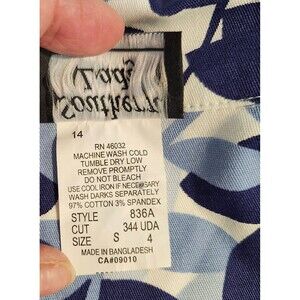 Southern
Lady
14
RN 46032
MACHINE WASH COLD
TUMBLE DRY LOW
REMOVE PROMPTLY
DO NOT BLEACH
USE COOL IRON IF NECESSARY
WASH DARKS SEPARATELY
97% COTTON 3% SPANDEX
STYLE 836A
CUT 344 UDA
SIZE S 4
MADE IN BANGLADESH
CA#09010